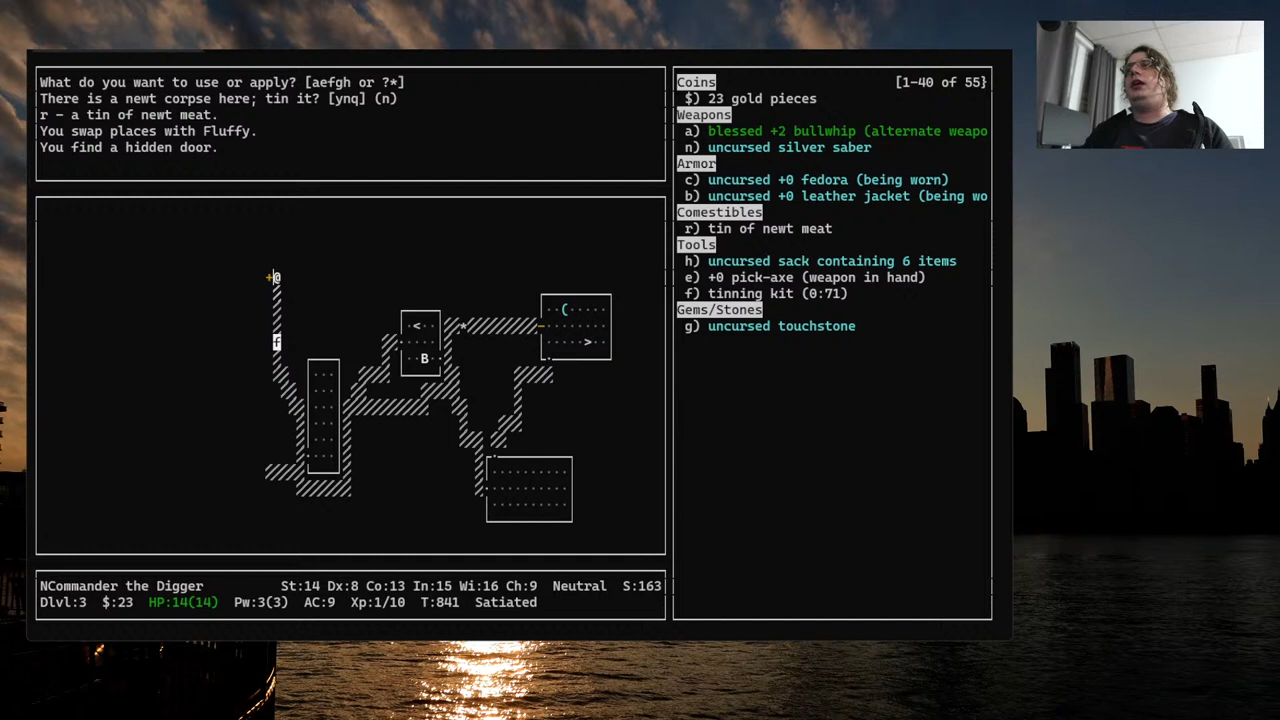 What do you want to use or apply? [aefgh or ?*]
There is a newt corpse here; tin it? [ynq] (n)
r - a tin of newt meat.
You swap places with Fluffy.
You find a hidden door.
Coins [1-40 of 55}
$) 23 gold pieces
Weapons
a) blessed +2 bullwhip (alternate weapo
n) uncursed silver saber
Armor
c) uncursed +0 fedora (being worn)
b) uncursed +0 leather jacket (being wo
Comestibles
r) tin of newt meat
Tools
h) uncursed sack containing 6 items
e) +0 pick-axe (weapon in hand)
f) tinning kit (0:71)
Gems/Stones
g) uncursed touchstone
+@
C
<
*
f
>
B
NCommander the Digger St:14 Dx:8 Co:13 In:15 Wi:16 Ch:9 Neutral S:163
Dlvl:3 $:23 HP:14(14) Pw:3(3) AC:9 Xp:1/10 T:841 Satiated